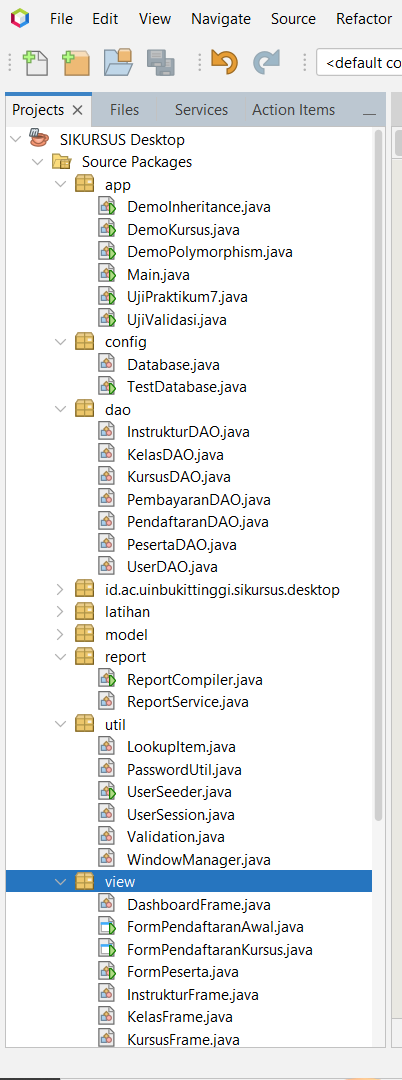 File Edit View Navigate Source Refactor
<default co
Projects Files Services Action Items
SIKURSUS Desktop
Source Packages
app
DemoInheritance.java
DemoKursus.java
DemoPolymorphism.java
Main.java
UjiPraktikum7.java
UjiValidasi.java
config
Database.java
TestDatabase.java
dao
InstrukturDAO.java
KelasDAO.java
KursusDAO.java
PembayaranDAO.java
PendaftaranDAO.java
PesertaDAO.java
UserDAO.java
id.ac.uinbukittinggi.sikursus.desktop
latihan
model
report
ReportCompiler.java
ReportService.java
util
LookupItem.java
PasswordUtil.java
UserSeeder.java
UserSession.java
Validation.java
WindowManager.java
view
DashboardFrame.java
FormPendaftaranAwal.java
FormPendaftaranKursus.java
FormPeserta.java
InstrukturFrame.java
KelasFrame.java
KursusFrame.java